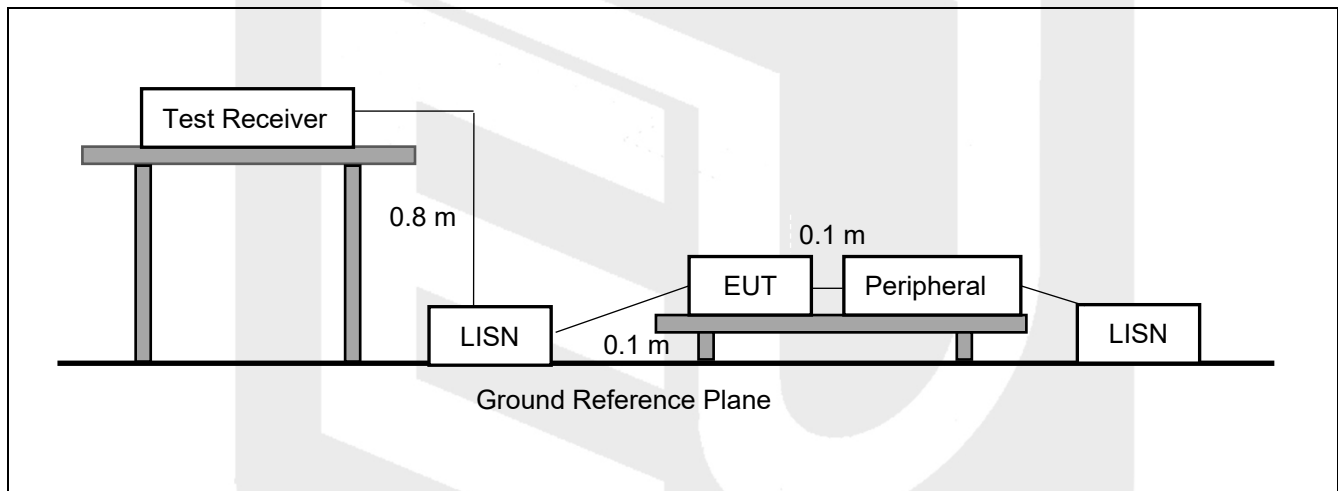 Test Receiver
0.8 m
0.1 m
EUT
Peripheral
LISN
0.1 m
LISN
Ground Reference Plane